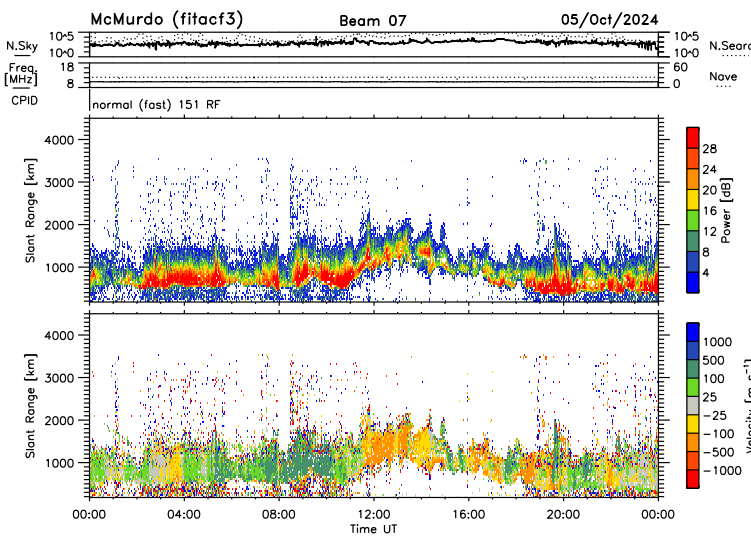 McMurdo (fitacf3) Beam 07 05/Oct/2024
N.Sky 10^5 10^0 10^5 10^0 N.Searc
Freq. [MHz] 18 8 60 0 Nave
CPID normal (fast) 151 RF
Slant Range [km] 4000 3000 2000 1000
28 24 20 16 12 8 4 Power [dB]
Slant Range [km] 4000 3000 2000 1000
1000 500 100 25 -25 -100 -500 -1000 Velocity [m s^-1]
00:00 04:00 08:00 12:00 16:00 20:00 00:00
Time UT